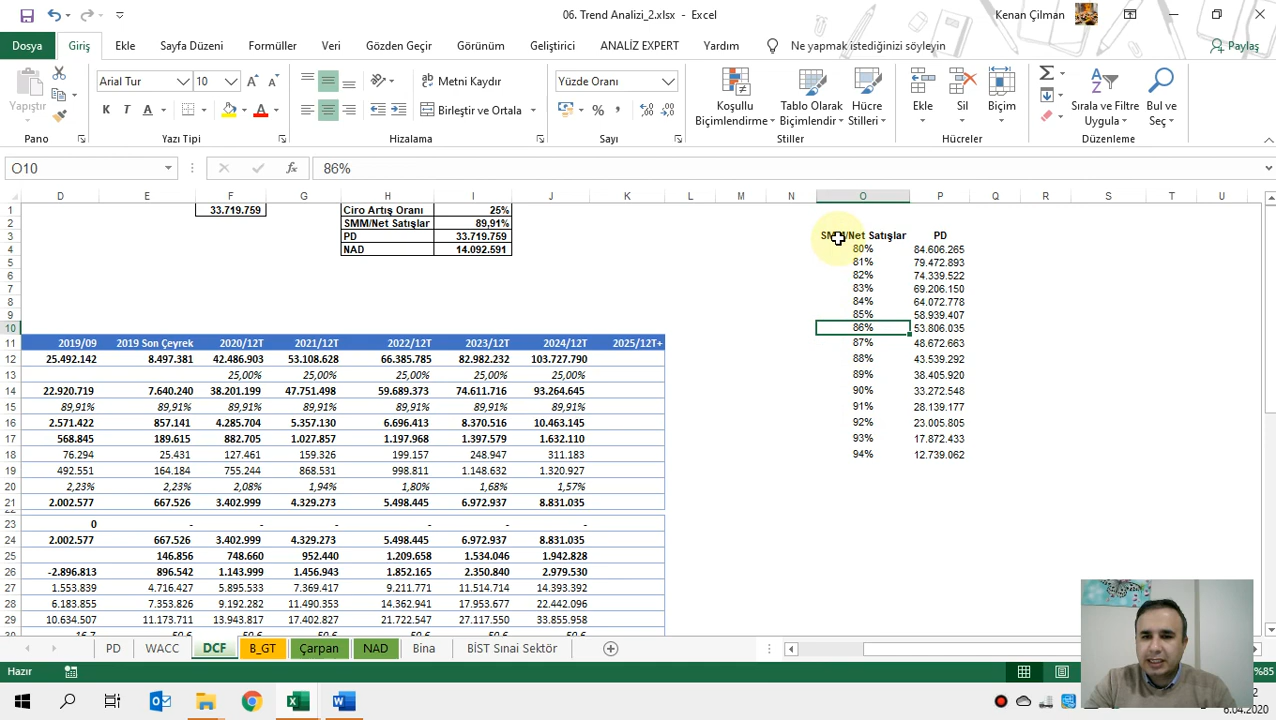 06. Trend Analizi_2.xlsx - Excel
Kenan Çilman
Dosya Giriş Ekle Sayfa Düzeni Formüller Veri Gözden Geçir Görünüm Geliştirici ANALİZ EXPERT Yardım Ne yapmak istediğinizi söyleyin Paylaş
Yapıştır
Arial Tur 10
Metni Kaydır
Birleştir ve Ortala
Yüzde Oranı
Koşullu Biçimlendirme
Tablo Olarak Biçimlendir
Hücre Stilleri
Ekle Sil Biçim
Sırala ve Filtre Uygula
Bul ve Seç
Pano Yazı Tipi Hizalama Sayı Stiller Hücreler Düzenleme
O10 86%
D E F G H I J K L M N O P Q R S T U
1 33.719.759 Ciro Artış Oranı 25%
2 SMM/Net Satışlar 89,91%
3 PD 33.719.759 SMM/Net Satışlar PD
4 NAD 14.092.591 80% 84.606.265
5 81% 79.472.893
6 82% 74.339.522
7 83% 69.206.150
8 84% 64.072.778
9 85% 58.939.407
10 86% 53.806.035
11 2019/09 2019 Son Çeyrek 2020/12T 2021/12T 2022/12T 2023/12T 2024/12T 2025/12T+ 87% 48.672.663
12 25.492.142 8.497.381 42.486.903 53.108.628 66.385.785 82.982.232 103.727.790 88% 43.539.292
13 25,00% 25,00% 25,00% 25,00% 25,00% 89% 38.405.920
14 22.920.719 7.640.240 38.201.199 47.751.498 59.689.373 74.611.716 93.264.645 90% 33.272.548
15 89,91% 89,91% 89,91% 89,91% 89,91% 89,91% 89,91% 91% 28.139.177
16 2.571.422 857.141 4.285.704 5.357.130 6.696.413 8.370.516 10.463.145 92% 23.005.805
17 568.845 189.615 882.705 1.027.857 1.197.968 1.397.579 1.632.110 93% 17.872.433
18 76.294 25.431 127.461 159.326 199.157 248.947 311.183 94% 12.739.062
19 492.551 164.184 755.244 868.531 998.811 1.148.632 1.320.927
20 2,23% 2,23% 2,08% 1,94% 1,80% 1,68% 1,57%
21 2.002.577 667.526 3.402.999 4.329.273 5.498.445 6.972.937 8.831.035
23 0 - - - - - -
24 2.002.577 667.526 3.402.999 4.329.273 5.498.445 6.972.937 8.831.035
25 146.856 748.660 952.440 1.209.658 1.534.046 1.942.828
26 -2.896.813 896.542 1.143.999 1.456.943 1.852.165 2.350.840 2.979.530
27 1.553.839 4.716.427 5.895.533 7.369.417 9.211.771 11.514.714 14.393.392
28 6.183.855 7.353.826 9.192.282 11.490.353 14.362.941 17.953.677 22.442.096
29 10.634.507 11.173.711 13.943.817 17.402.827 21.722.547 27.117.550 33.855.958
PD WACC DCF B_GT Çarpan NAD Bina BİST Sınai Sektör
Hazır %85
6.04.2020